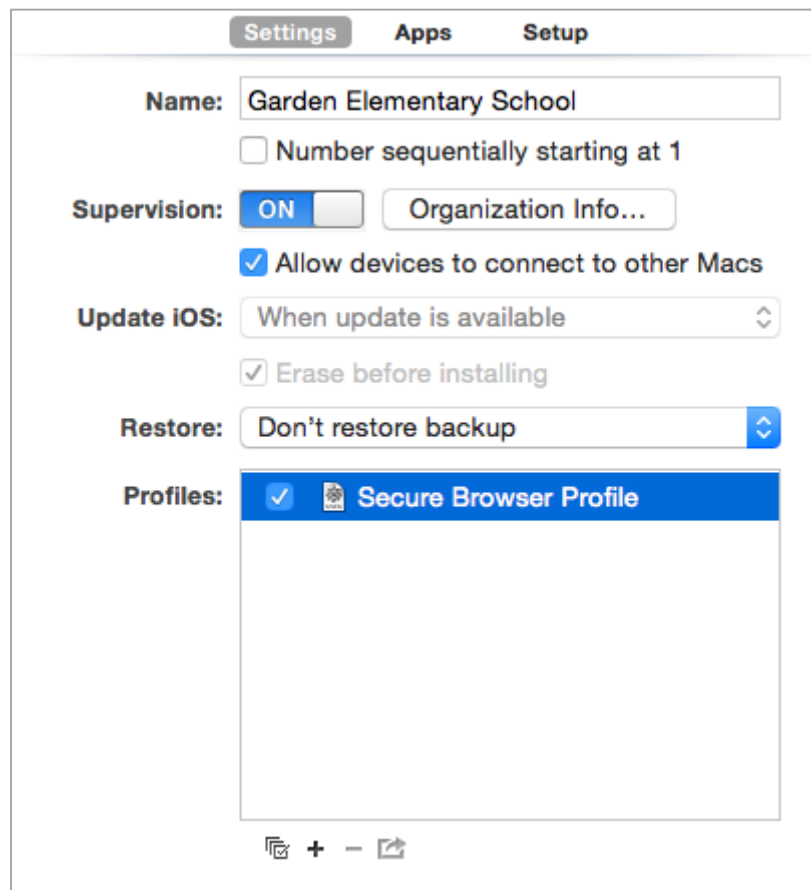 Settings Apps Setup
Name: Garden Elementary School
Number sequentially starting at 1
Supervision: ON Organization Info...
Allow devices to connect to other Macs
Update iOS: When update is available
Erase before installing
Restore: Don't restore backup
Profiles: Secure Browser Profile